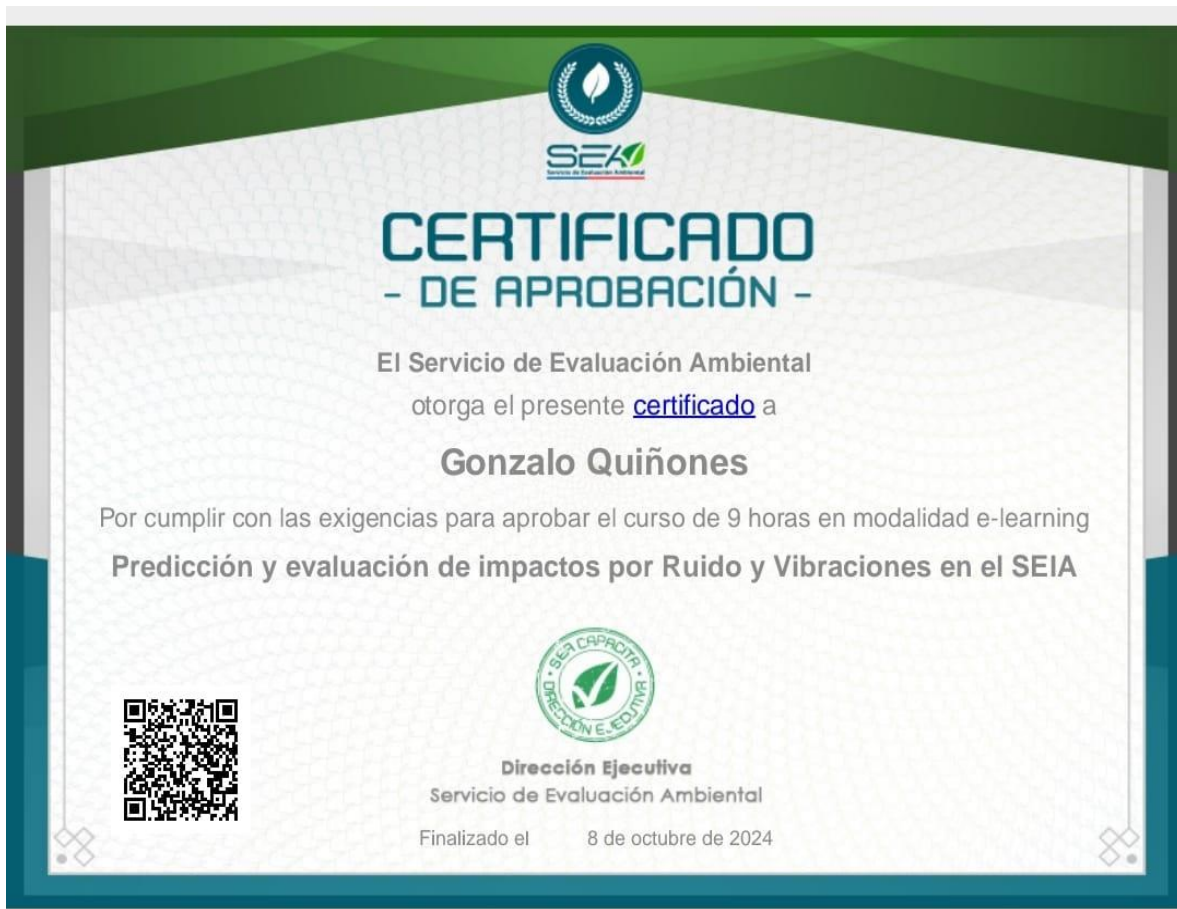 SEA
Servicio de Evaluación Ambiental
CERTIFICADO
- DE APROBACIÓN -
El Servicio de Evaluación Ambiental
otorga el presente certificado a
Gonzalo Quiñones
Por cumplir con las exigencias para aprobar el curso de 9 horas en modalidad e-learning
Predicción y evaluación de impactos por Ruido y Vibraciones en el SEIA
SEA CAPACITA
DIRECCIÓN EJECUTIVA
Dirección Ejecutiva
Servicio de Evaluación Ambiental
Finalizado el 8 de octubre de 2024